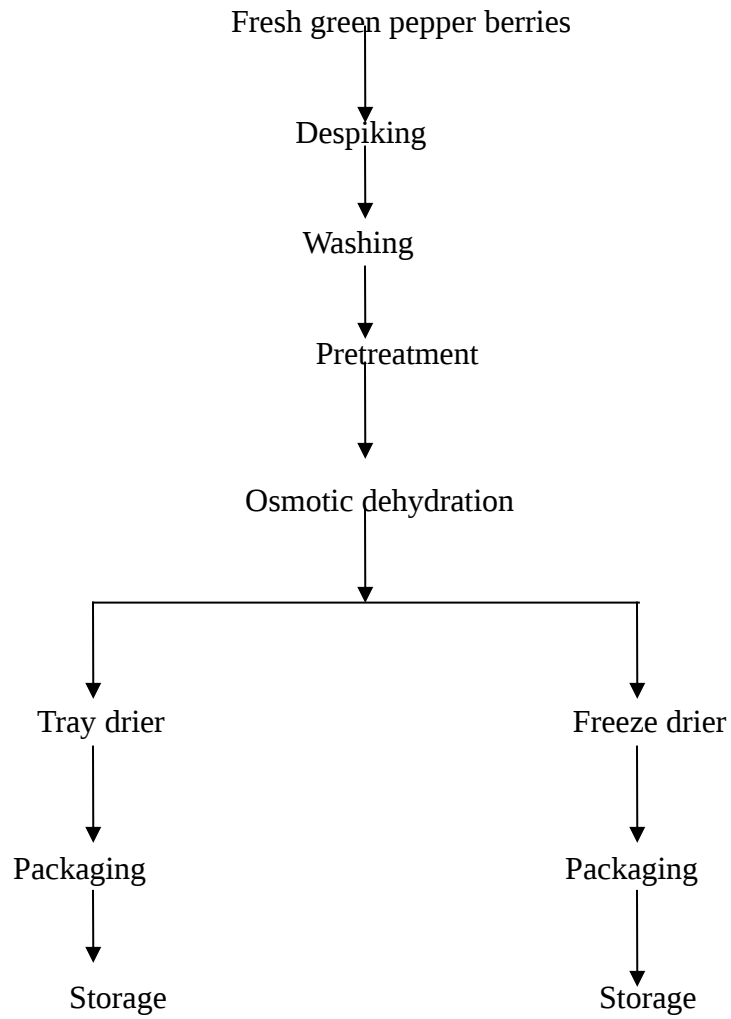 Fresh green pepper berries
Despiking
Washing
Pretreatment
Osmotic dehydration
Tray drier
Freeze drier
Packaging
Packaging
Storage
Storage